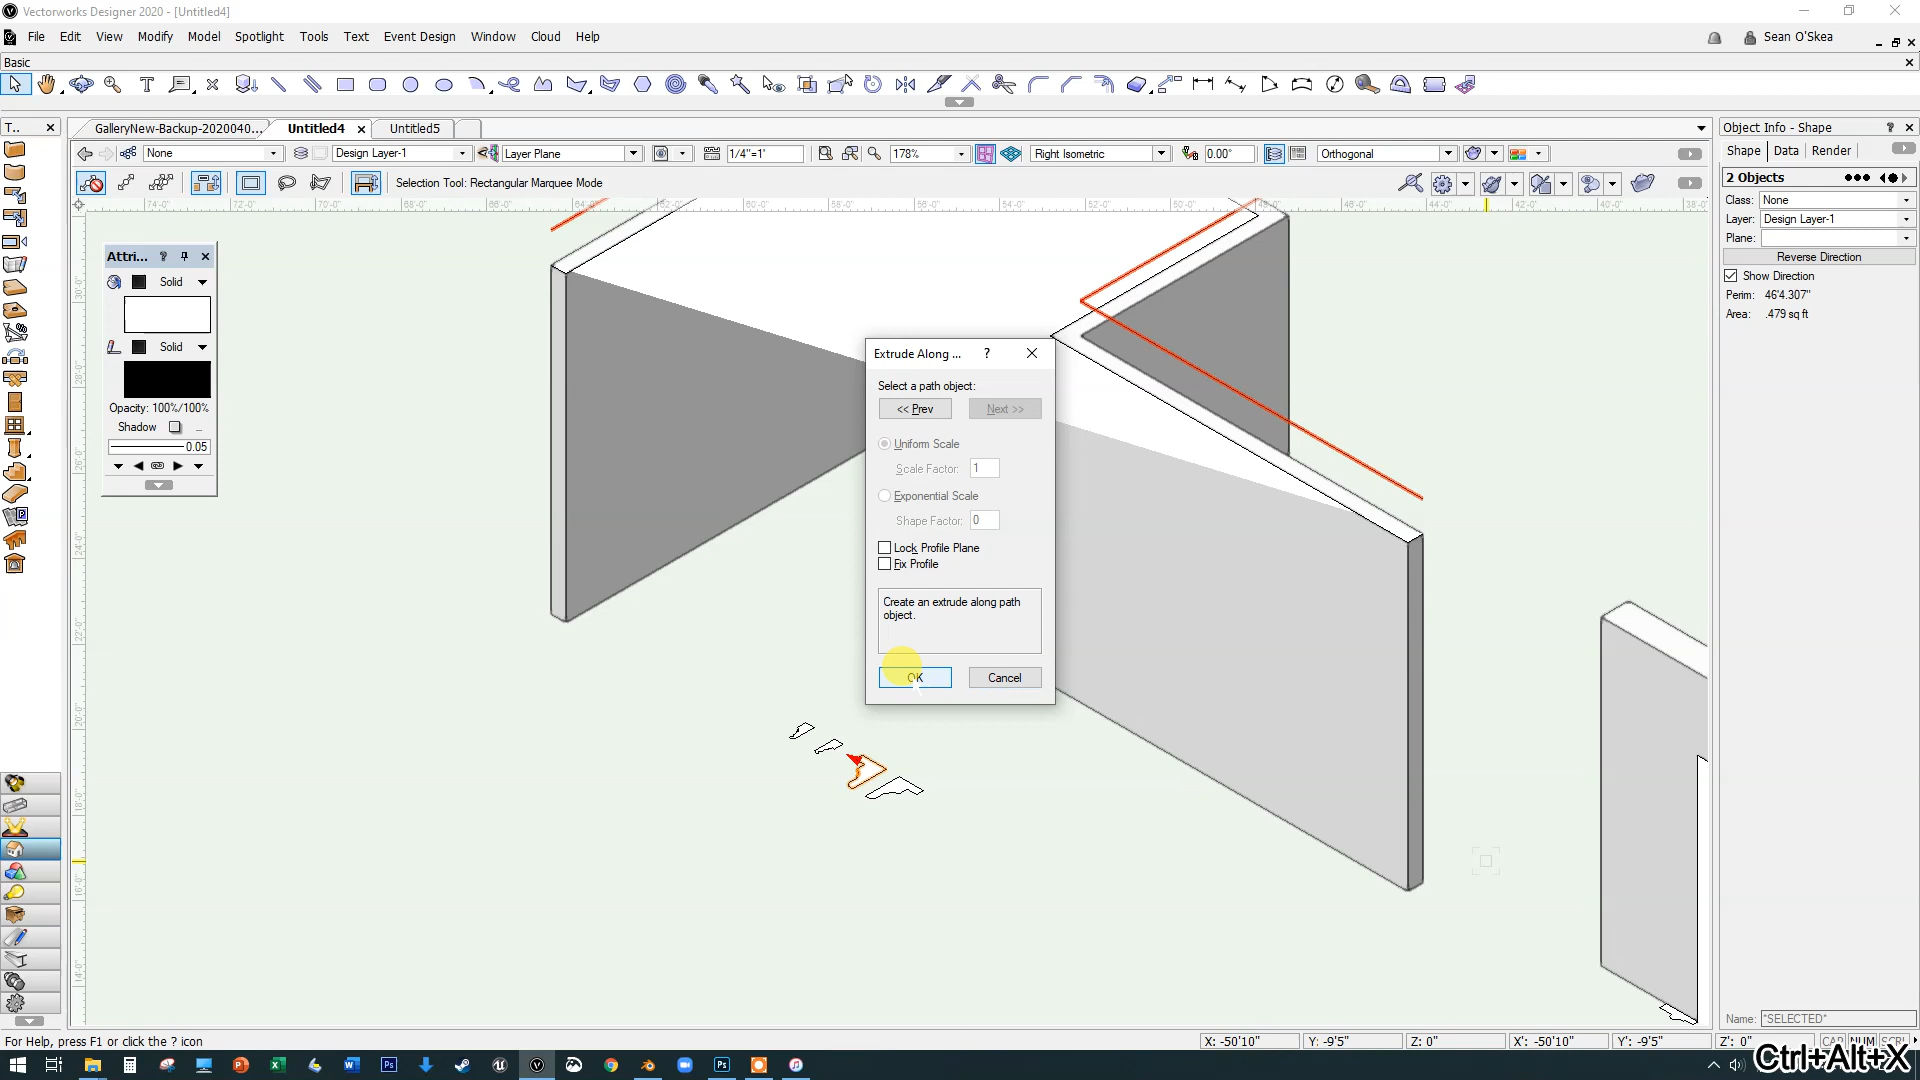 Vectorworks Designer 2020 - [Untitled4]
File Edit View Modify Model Spotlight Tools Text Event Design Window Cloud Help
Sean O'Skea
Basic
T..
GalleryNew-Backup-2020040...
Untitled4
Untitled5
Object Info - Shape
None
Design Layer-1
Layer Plane
1/4"=1'
178%
Right Isometric
0.00°
Orthogonal
Shape Data Render
Selection Tool: Rectangular Marquee Mode
2 Objects
Class: None
Layer: Design Layer-1
Plane:
Reverse Direction
Show Direction
Perim: 46'4.307"
Area: .479 sq ft
Attri...
Solid
Solid
Opacity: 100%/100%
Shadow
0.05
Extrude Along ...
Select a path object:
<< Prev
Next >>
Uniform Scale
Scale Factor: 1
Exponential Scale
Shape Factor: 0
Lock Profile Plane
Fix Profile
Create an extrude along path
object.
OK
Cancel
Name: *SELECTED*
For Help, press F1 or click the ? icon
X: -50'10"
Y: -9'5"
Z: 0"
X': -50'10"
Y': -9'5"
Z': 0"
CAP NUM SCRL
Ctrl+Alt+X